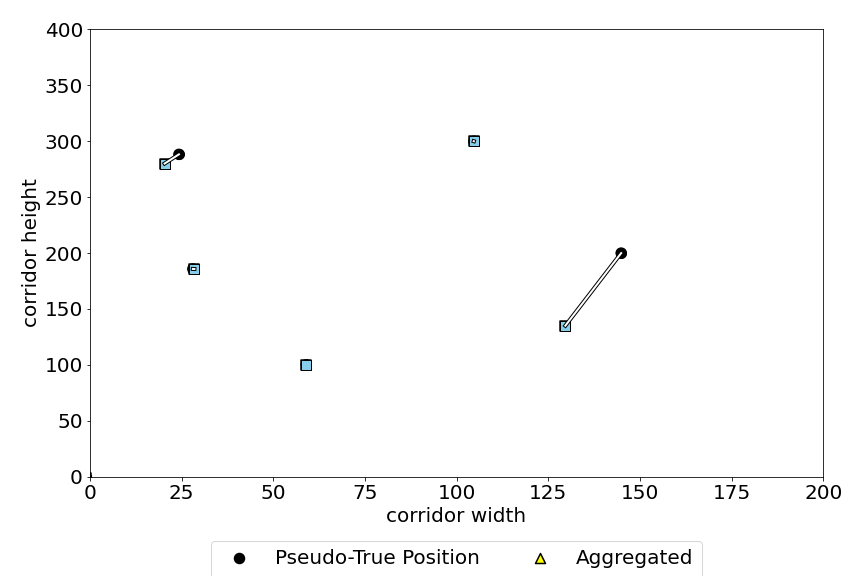 400
350
300
250
200
150
100
50
0
corridor height
0 25 50 75 100 125 150 175 200
corridor width
Pseudo-True Position Aggregated